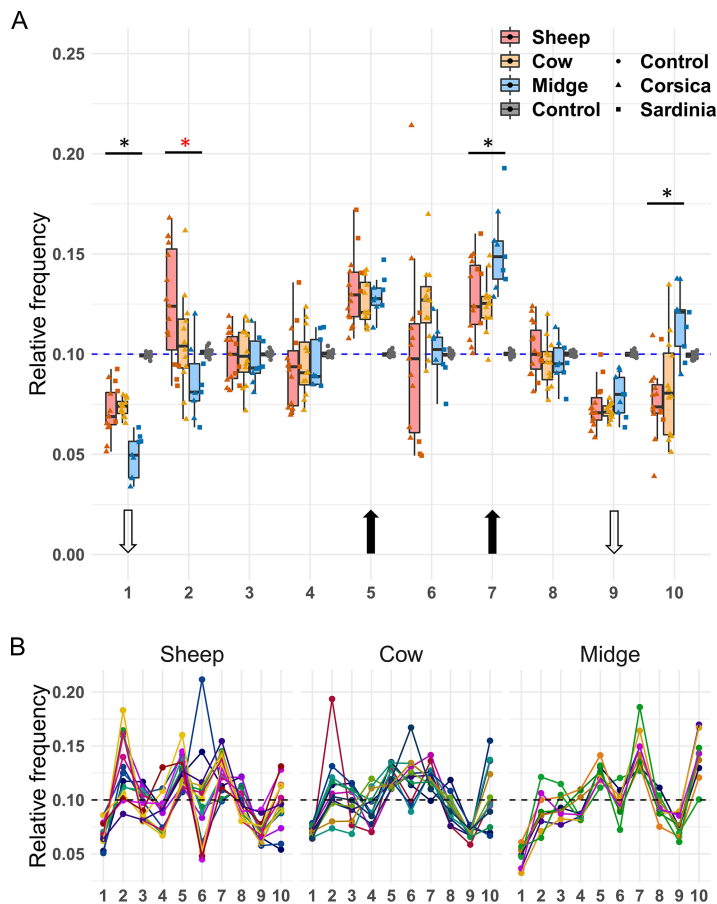 A
Relative frequency
0.25
0.20
0.15
0.10
0.05
0.00
Sheep
Cow
Midge
Control
Control
Corsica
Sardinia
*
*
*
*
1 2 3 4 5 6 7 8 9 10
B
Sheep Cow Midge
Relative frequency
0.20
0.15
0.10
0.05
1 2 3 4 5 6 7 8 9 10 1 2 3 4 5 6 7 8 9 10 1 2 3 4 5 6 7 8 9 10